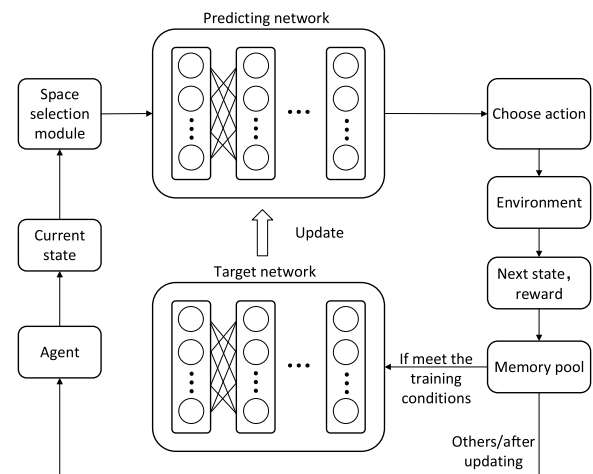 Predicting network
Space
selection
module
Choose action
Environment
Current
state
Update
Next state，
reward
Target network
Agent
If meet the
training
conditions
Memory pool
Others/after
updating